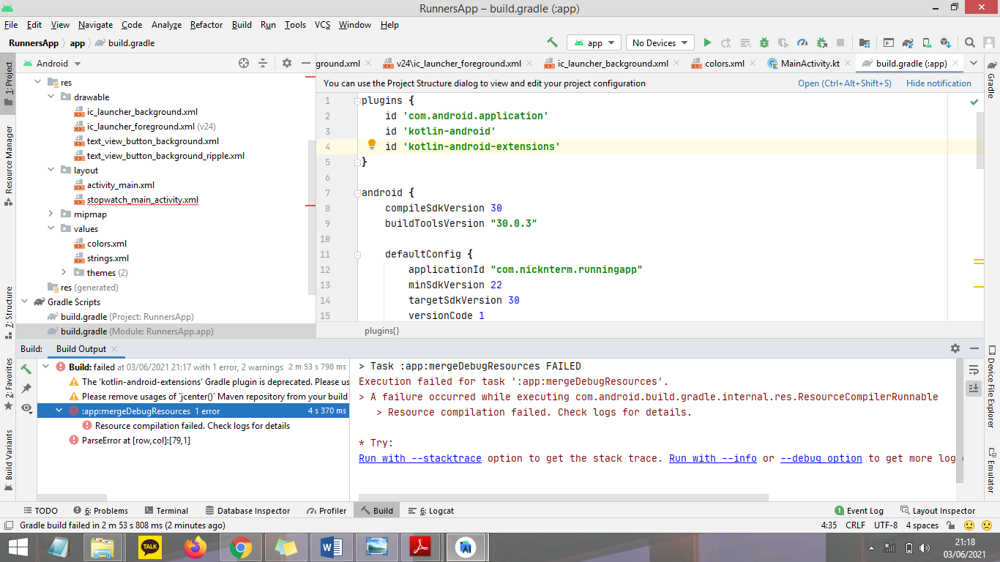 RunnersApp – build.gradle (:app)
File Edit View Navigate Code Analyze Refactor Build Run Tools VCS Window Help
RunnersApp app build.gradle
app No Devices
1: Project
Resource Manager
7: Structure
2: Favorites
Build Variants
Android
res
drawable
ic_launcher_background.xml
ic_launcher_foreground.xml (v24)
text_view_button_background.xml
text_view_button_background_ripple.xml
layout
activity_main.xml
stopwatch_main_activity.xml
mipmap
values
colors.xml
strings.xml
themes (2)
res (generated)
Gradle Scripts
build.gradle (Project: RunnersApp)
build.gradle (Module: RunnersApp.app)
ground.xml v24\ic_launcher_foreground.xml ic_launcher_background.xml colors.xml MainActivity.kt build.gradle (:app)
You can use the Project Structure dialog to view and edit your project configuration Open (Ctrl+Alt+Shift+S) Hide notification
1 plugins {
2 id 'com.android.application'
3 id 'kotlin-android'
4 id 'kotlin-android-extensions'
5 }
6
7 android {
8 compileSdkVersion 30
9 buildToolsVersion "30.0.3"
10
11 defaultConfig {
12 applicationId "com.nicknterm.runningapp"
13 minSdkVersion 22
14 targetSdkVersion 30
15 versionCode 1
plugins{}
Gradle
Device File Explorer
Emulator
Build: Build Output
Build: failed at 03/06/2021 21:17 with 1 error, 2 warnings 2 m 53 s 798 ms
The 'kotlin-android-extensions' Gradle plugin is deprecated. Please us
Please remove usages of `jcenter()` Maven repository from your build
:app:mergeDebugResources 1 error 4 s 370 ms
Resource compilation failed. Check logs for details
ParseError at [row,col]:[79,1]
> Task :app:mergeDebugResources FAILED
Execution failed for task ':app:mergeDebugResources'.
> A failure occurred while executing com.android.build.gradle.internal.res.ResourceCompilerRunnable
> Resource compilation failed. Check logs for details.
* Try:
Run with --stacktrace option to get the stack trace. Run with --info or --debug option to get more log
TODO 6: Problems Terminal Database Inspector Profiler Build 6: Logcat 1 Event Log Layout Inspector
Gradle build failed in 2 m 53 s 808 ms (2 minutes ago) 4:35 CRLF UTF-8 4 spaces
TALK
21:18
03/06/2021